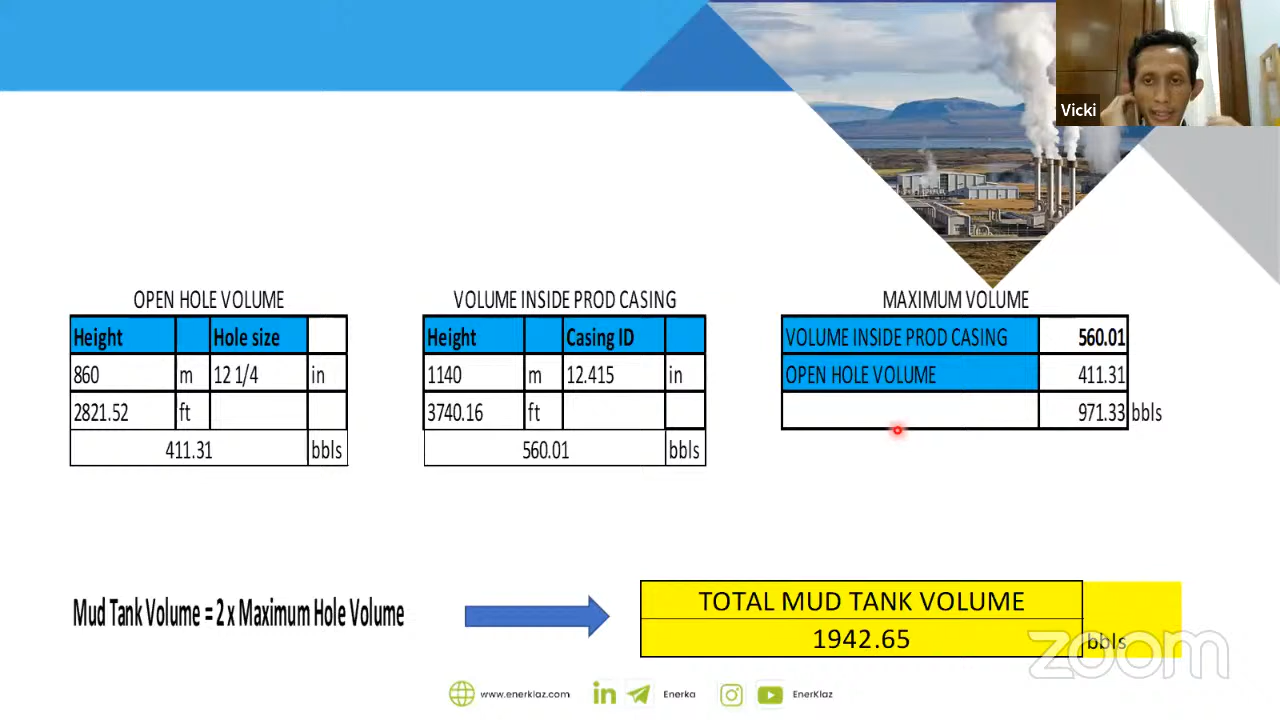 Vicki
OPEN HOLE VOLUME
Height Hole size
860 m 12 1/4 in
2821.52 ft
411.31 bbls
VOLUME INSIDE PROD CASING
Height Casing ID
1140 m 12.415 in
3740.16 ft
560.01 bbls
MAXIMUM VOLUME
VOLUME INSIDE PROD CASING 560.01
OPEN HOLE VOLUME 411.31
971.33 bbls
Mud Tank Volume = 2 x Maximum Hole Volume
TOTAL MUD TANK VOLUME
1942.65 bbls
zoom
www.enerklaz.com Enerka EnerKlaz